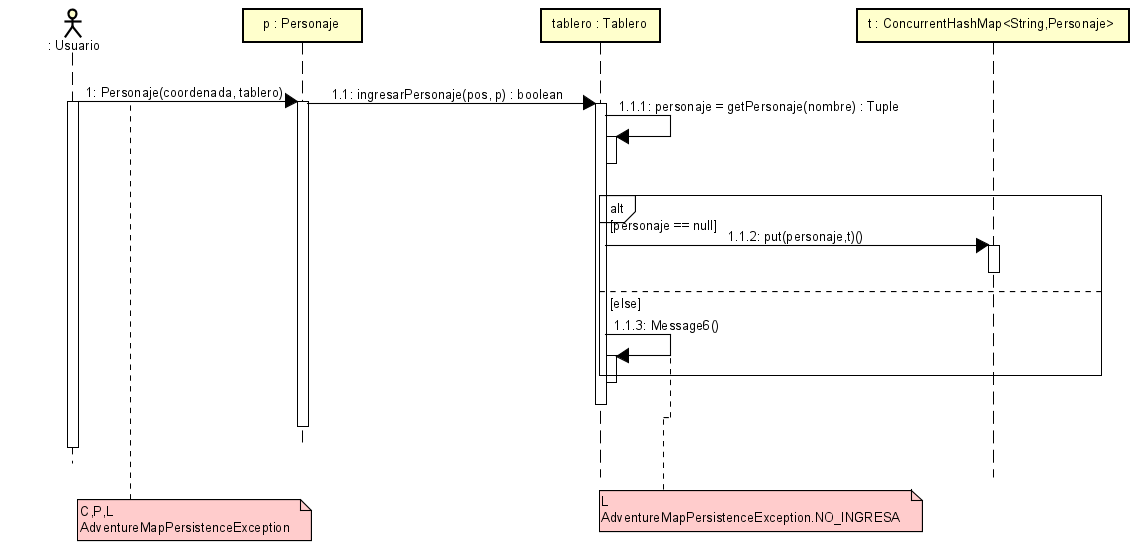 : Usuario
p : Personaje
tablero : Tablero
t : ConcurrentHashMap<String,Personaje>
1: Personaje(coordenada, tablero)
1.1: ingresarPersonaje(pos, p) : boolean
1.1.1: personaje = getPersonaje(nombre) : Tuple
alt
[personaje == null]
1.1.2: put(personaje,t)()
[else]
1.1.3: Message6()
C,P,L
AdventureMapPersistenceException
L
AdventureMapPersistenceException.NO_INGRESA